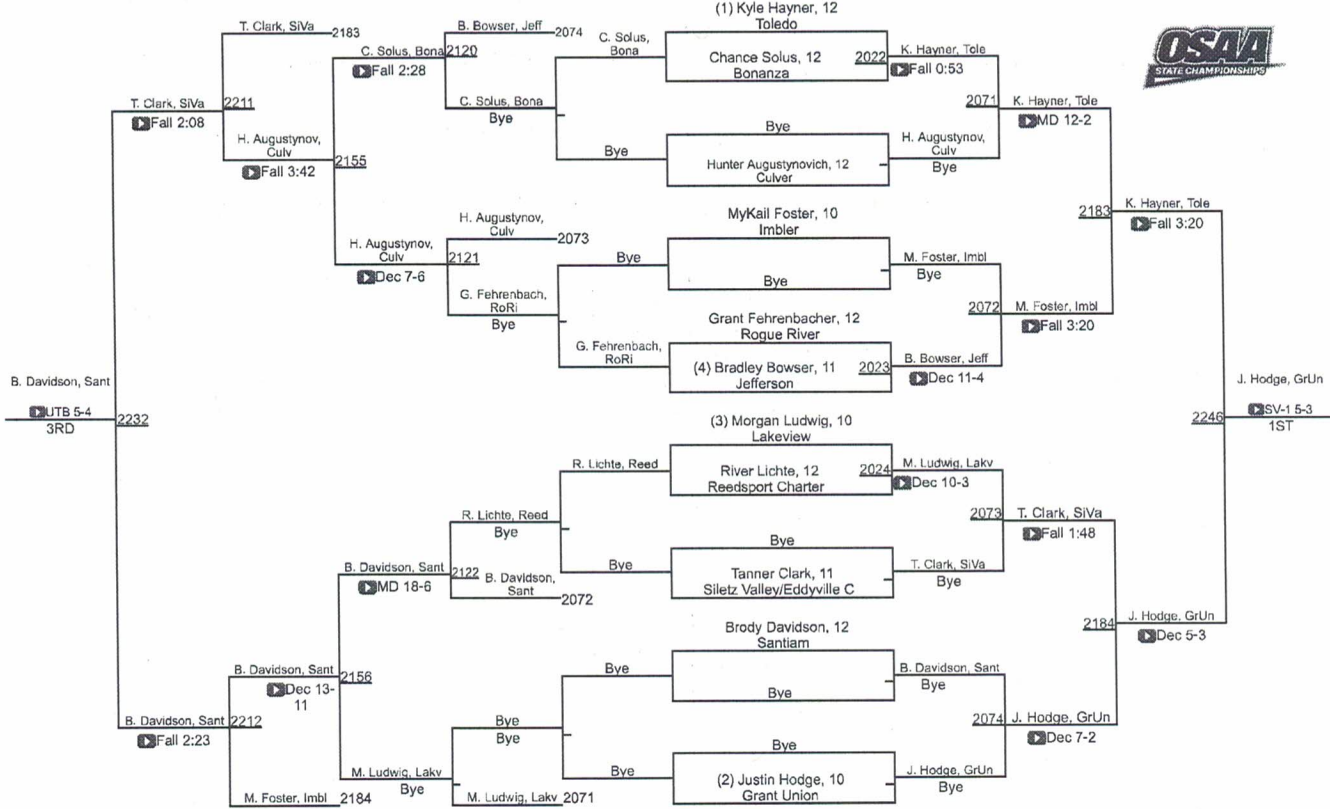 OSAA
STATE CHAMPIONSHIPS
(1) Kyle Hayner, 12
Toledo
Chance Solus, 12
Bonanza
2022
Bye
Hunter Augustynovich, 12
Culver
MyKail Foster, 10
Imbler
Bye
Grant Fehrenbacher, 12
Rogue River
(4) Bradley Bowser, 11
Jefferson
2023
(3) Morgan Ludwig, 10
Lakeview
River Lichte, 12
Reedsport Charter
2024
Bye
Tanner Clark, 11
Siletz Valley/Eddyville C
Brody Davidson, 12
Santiam
Bye
Bye
(2) Justin Hodge, 10
Grant Union
K. Hayner, Tole
Fall 0:53
2071
H. Augustynov,
Culv
Bye
M. Foster, Imbl
Bye
2072
B. Bowser, Jeff
Dec 11-4
M. Ludwig, Lakv
Dec 10-3
2073
T. Clark, SiVa
Bye
B. Davidson, Sant
Bye
2074
J. Hodge, GrUn
Bye
K. Hayner, Tole
MD 12-2
2183
M. Foster, Imbl
Fall 3:20
T. Clark, SiVa
Fall 1:48
2184
J. Hodge, GrUn
Dec 7-2
K. Hayner, Tole
Fall 3:20
2246
J. Hodge, GrUn
Dec 5-3
J. Hodge, GrUn
SV-1 5-3
1ST
C. Solus,
Bona
Bye
Bye
G. Fehrenbach,
RoRi
R. Lichte, Reed
Bye
Bye
Bye
B. Bowser, Jeff
2074
2120
C. Solus, Bona
Bye
H. Augustynov,
Culv
2073
2121
G. Fehrenbach,
RoRi
Bye
R. Lichte, Reed
Bye
2122
B. Davidson,
Sant
2072
Bye
Bye
M. Ludwig, Lakv
2071
C. Solus, Bona
Fall 2:28
2155
H. Augustynov,
Culv
Dec 7-6
B. Davidson, Sant
MD 18-6
2156
M. Ludwig, Lakv
Bye
T. Clark, SiVa
2183
2211
H. Augustynov,
Culv
Fall 3:42
B. Davidson, Sant
Dec 13-
11
2212
M. Foster, Imbl
2184
T. Clark, SiVa
Fall 2:08
2232
B. Davidson, Sant
Fall 2:23
B. Davidson, Sant
UTB 5-4
3RD